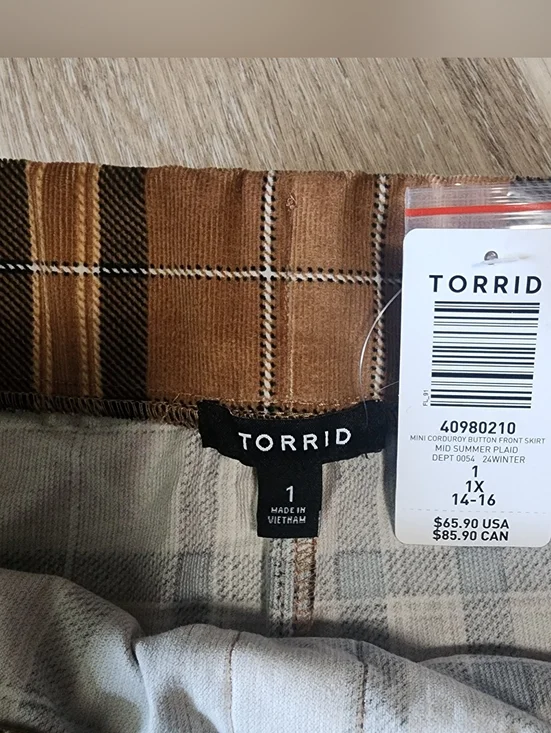 TORRID
1
MADE IN
VIETNAM
TORRID
FL_01
40980210
MINI CORDUROY BUTTON FRONT SKIRT
MID SUMMER PLAID
DEPT 0054 24WINTER
1
1X
14-16
$65.90 USA
$85.90 CAN